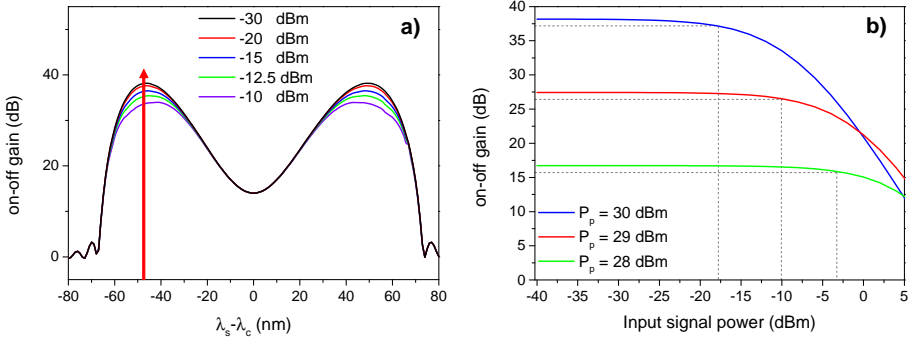 a)
-30 dBm
-20 dBm
-15 dBm
-12.5 dBm
-10 dBm
on-off gain (dB)
40
20
0
-80 -60 -40 -20 0 20 40 60 80
λs-λc (nm)
b)
on-off gain (dB)
40
35
30
25
20
15
10
5
0
Pp = 30 dBm
Pp = 29 dBm
Pp = 28 dBm
-40 -35 -30 -25 -20 -15 -10 -5 0 5
Input signal power (dBm)